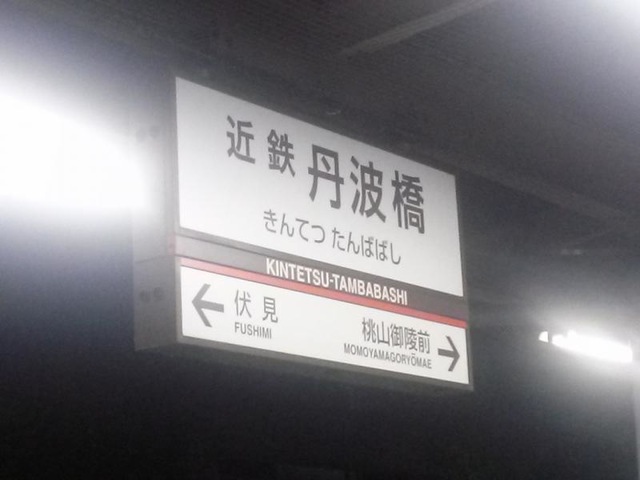 近鉄丹波橋
きんてつ たんばばし
KINTETSU-TAMBABASHI
← 伏見
FUSHIMI
桃山御陵前 →
MOMOYAMAGORYŌMAE